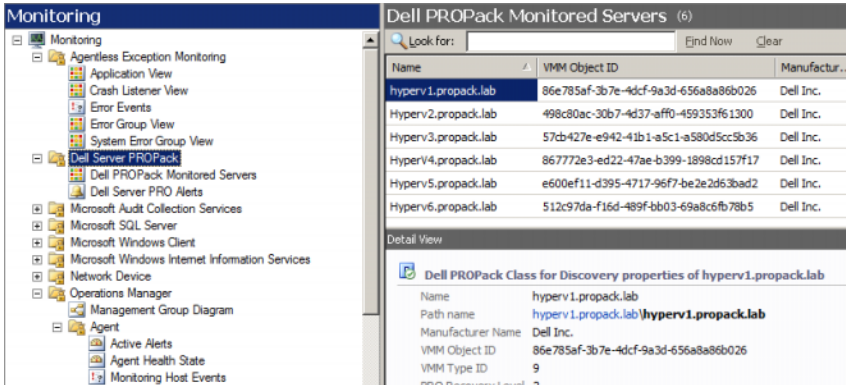 Monitoring
Monitoring
Agentless Exception Monitoring
Application View
Crash Listener View
Error Events
Error Group View
System Error Group View
Dell Server PROPack
Dell PROPack Monitored Servers
Dell Server PRO Alerts
Microsoft Audit Collection Services
Microsoft SQL Server
Microsoft Windows Client
Microsoft Windows Internet Information Services
Network Device
Operations Manager
Management Group Diagram
Agent
Active Alerts
Agent Health State
Monitoring Host Events
Dell PROPack Monitored Servers (6)
Look for: Find Now Clear
Name VMM Object ID Manufactur...
hyperv1.propack.lab 86e785af-3b7e-4dcf-9a3d-656a8a86b026 Dell Inc.
Hyperv2.propack.lab 498c80ac-30b7-4d37-aff0-459353f61300 Dell Inc.
Hyperv3.propack.lab 57cb427e-e942-41b1-a5c1-a580d5cc5b36 Dell Inc.
HyperV4.propack.lab 867772e3-ed22-47ae-b399-1898cd157f17 Dell Inc.
Hyperv5.propack.lab e600ef11-d395-4717-96f7-be2e2d63bad2 Dell Inc.
Hyperv6.propack.lab 512c97da-f16d-489f-bb03-69a8c6fb78b5 Dell Inc.
Detail View
Dell PROPack Class for Discovery properties of hyperv1.propack.lab
Name hyperv1.propack.lab
Path name hyperv1.propack.lab\hyperv1.propack.lab
Manufacturer Name Dell Inc.
VMM Object ID 86e785af-3b7e-4dcf-9a3d-656a8a86b026
VMM Type ID 9
PRO Recovery Level